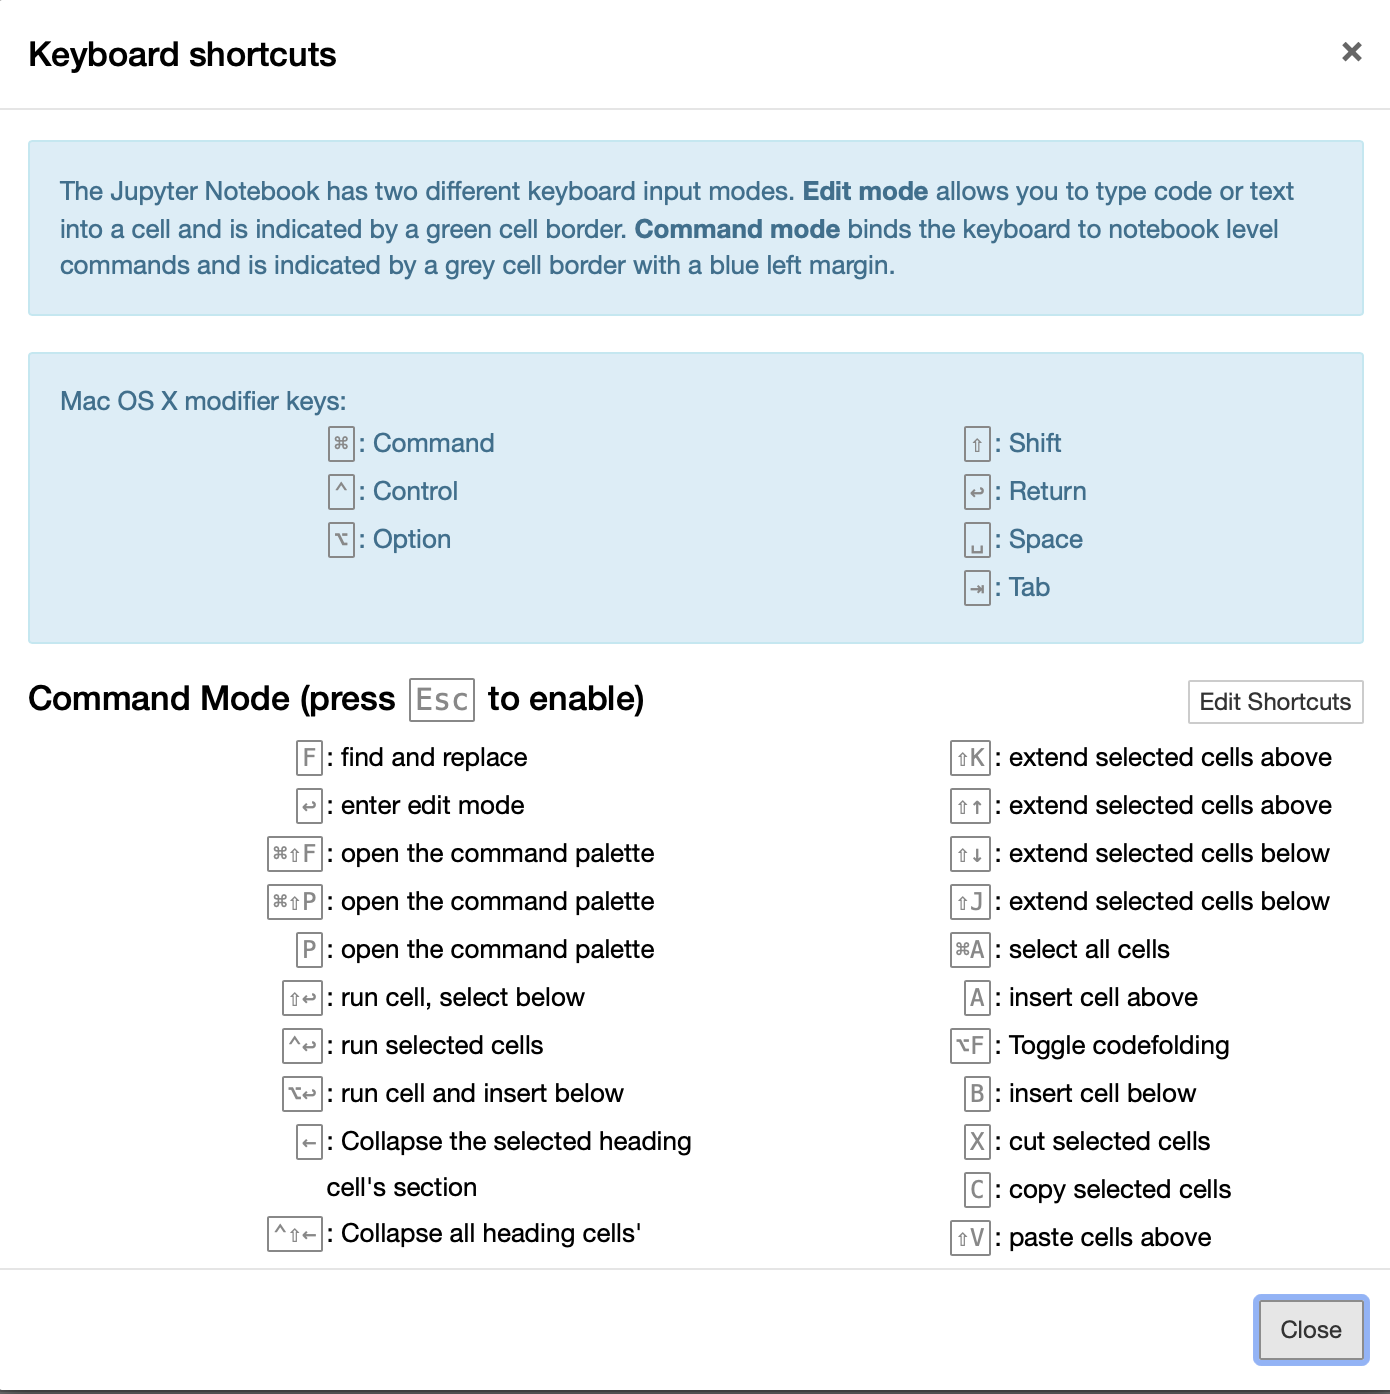 Keyboard shortcuts
×
The Jupyter Notebook has two different keyboard input modes. Edit mode allows you to type code or text
into a cell and is indicated by a green cell border. Command mode binds the keyboard to notebook level
commands and is indicated by a grey cell border with a blue left margin.
Mac OS X modifier keys:
⌘ : Command
^ : Control
⌥ : Option
⇧ : Shift
↩ : Return
␣ : Space
⇥ : Tab
Command Mode (press Esc to enable)
Edit Shortcuts
F : find and replace
↩ : enter edit mode
⌘⇧F : open the command palette
⌘⇧P : open the command palette
P : open the command palette
⇧↩ : run cell, select below
^↩ : run selected cells
⌥↩ : run cell and insert below
← : Collapse the selected heading
cell's section
^⇧← : Collapse all heading cells'
⇧K : extend selected cells above
⇧↑ : extend selected cells above
⇧↓ : extend selected cells below
⇧J : extend selected cells below
⌘A : select all cells
A : insert cell above
⌥F : Toggle codefolding
B : insert cell below
X : cut selected cells
C : copy selected cells
⇧V : paste cells above
Close